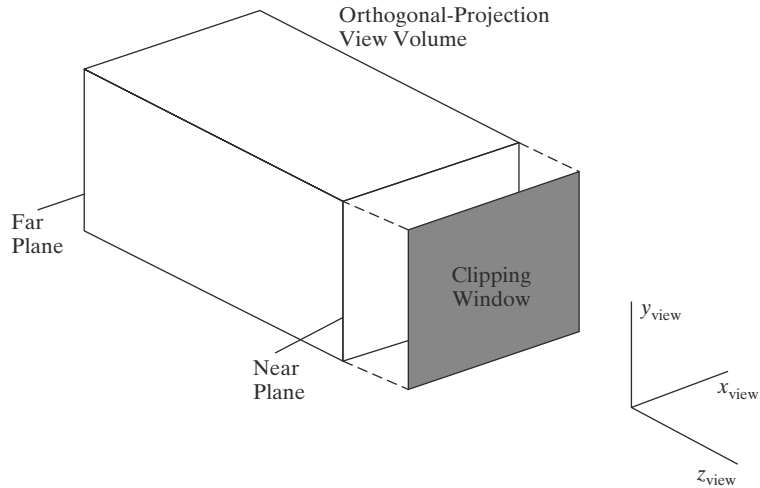 Orthogonal-Projection
View Volume
Far
Plane
Clipping
Window
Near
Plane
y_view
x_view
z_view